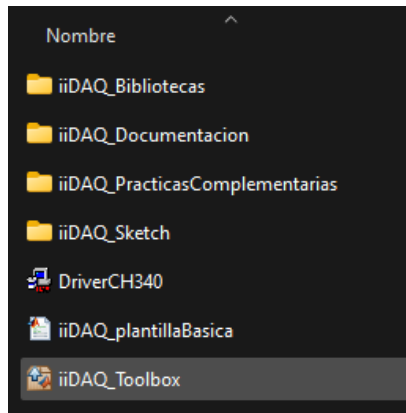 Nombre
iiDAQ_Bibliotecas
iiDAQ_Documentacion
iiDAQ_PracticasComplementarias
iiDAQ_Sketch
DriverCH340
iiDAQ_plantillaBasica
iiDAQ_Toolbox